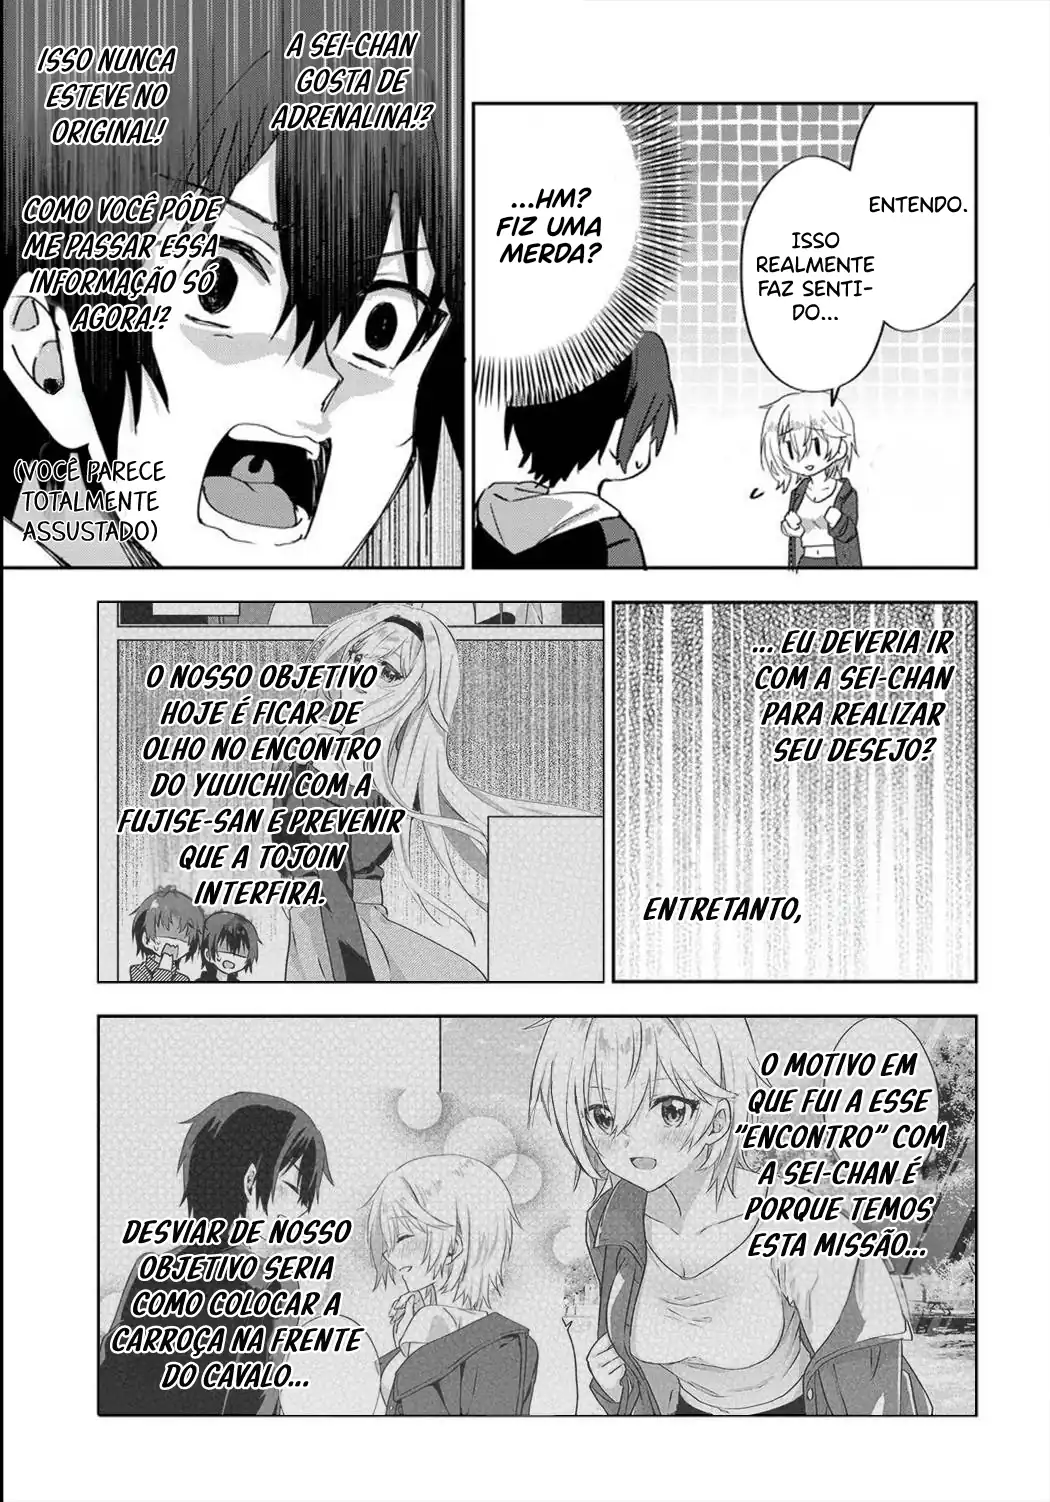 ENTENDO.
ISSO
REALMENTE
FAZ SENTI-
DO...
...HM?
FIZ UMA
MERDA?
A SEI-CHAN
GOSTA DE
ADRENALINA!?
ISSO NUNCA
ESTEVE NO
ORIGINAL!
COMO VOCÊ PÔDE
ME PASSAR ESSA
INFORMAÇÃO SÓ
AGORA!?
(VOCÊ PARECE
TOTALMENTE
ASSUSTADO)
... EU DEVERIA IR
COM A SEI-CHAN
PARA REALIZAR
SEU DESEJO?
ENTRETANTO,
O NOSSO OBJETIVO
HOJE É FICAR DE
OLHO NO ENCONTRO
DO YUUICHI COM A
FUJISE-SAN E PREVENIR
QUE A TOJOIN
INTERFIRA.
O MOTIVO EM
QUE FUI A ESSE
"ENCONTRO" COM
A SEI-CHAN É
PORQUE TEMOS
ESTA MISSÃO...
DESVIAR DE NOSSO
OBJETIVO SERIA
COMO COLOCAR A
CARROÇA NA FRENTE
DO CAVALO...